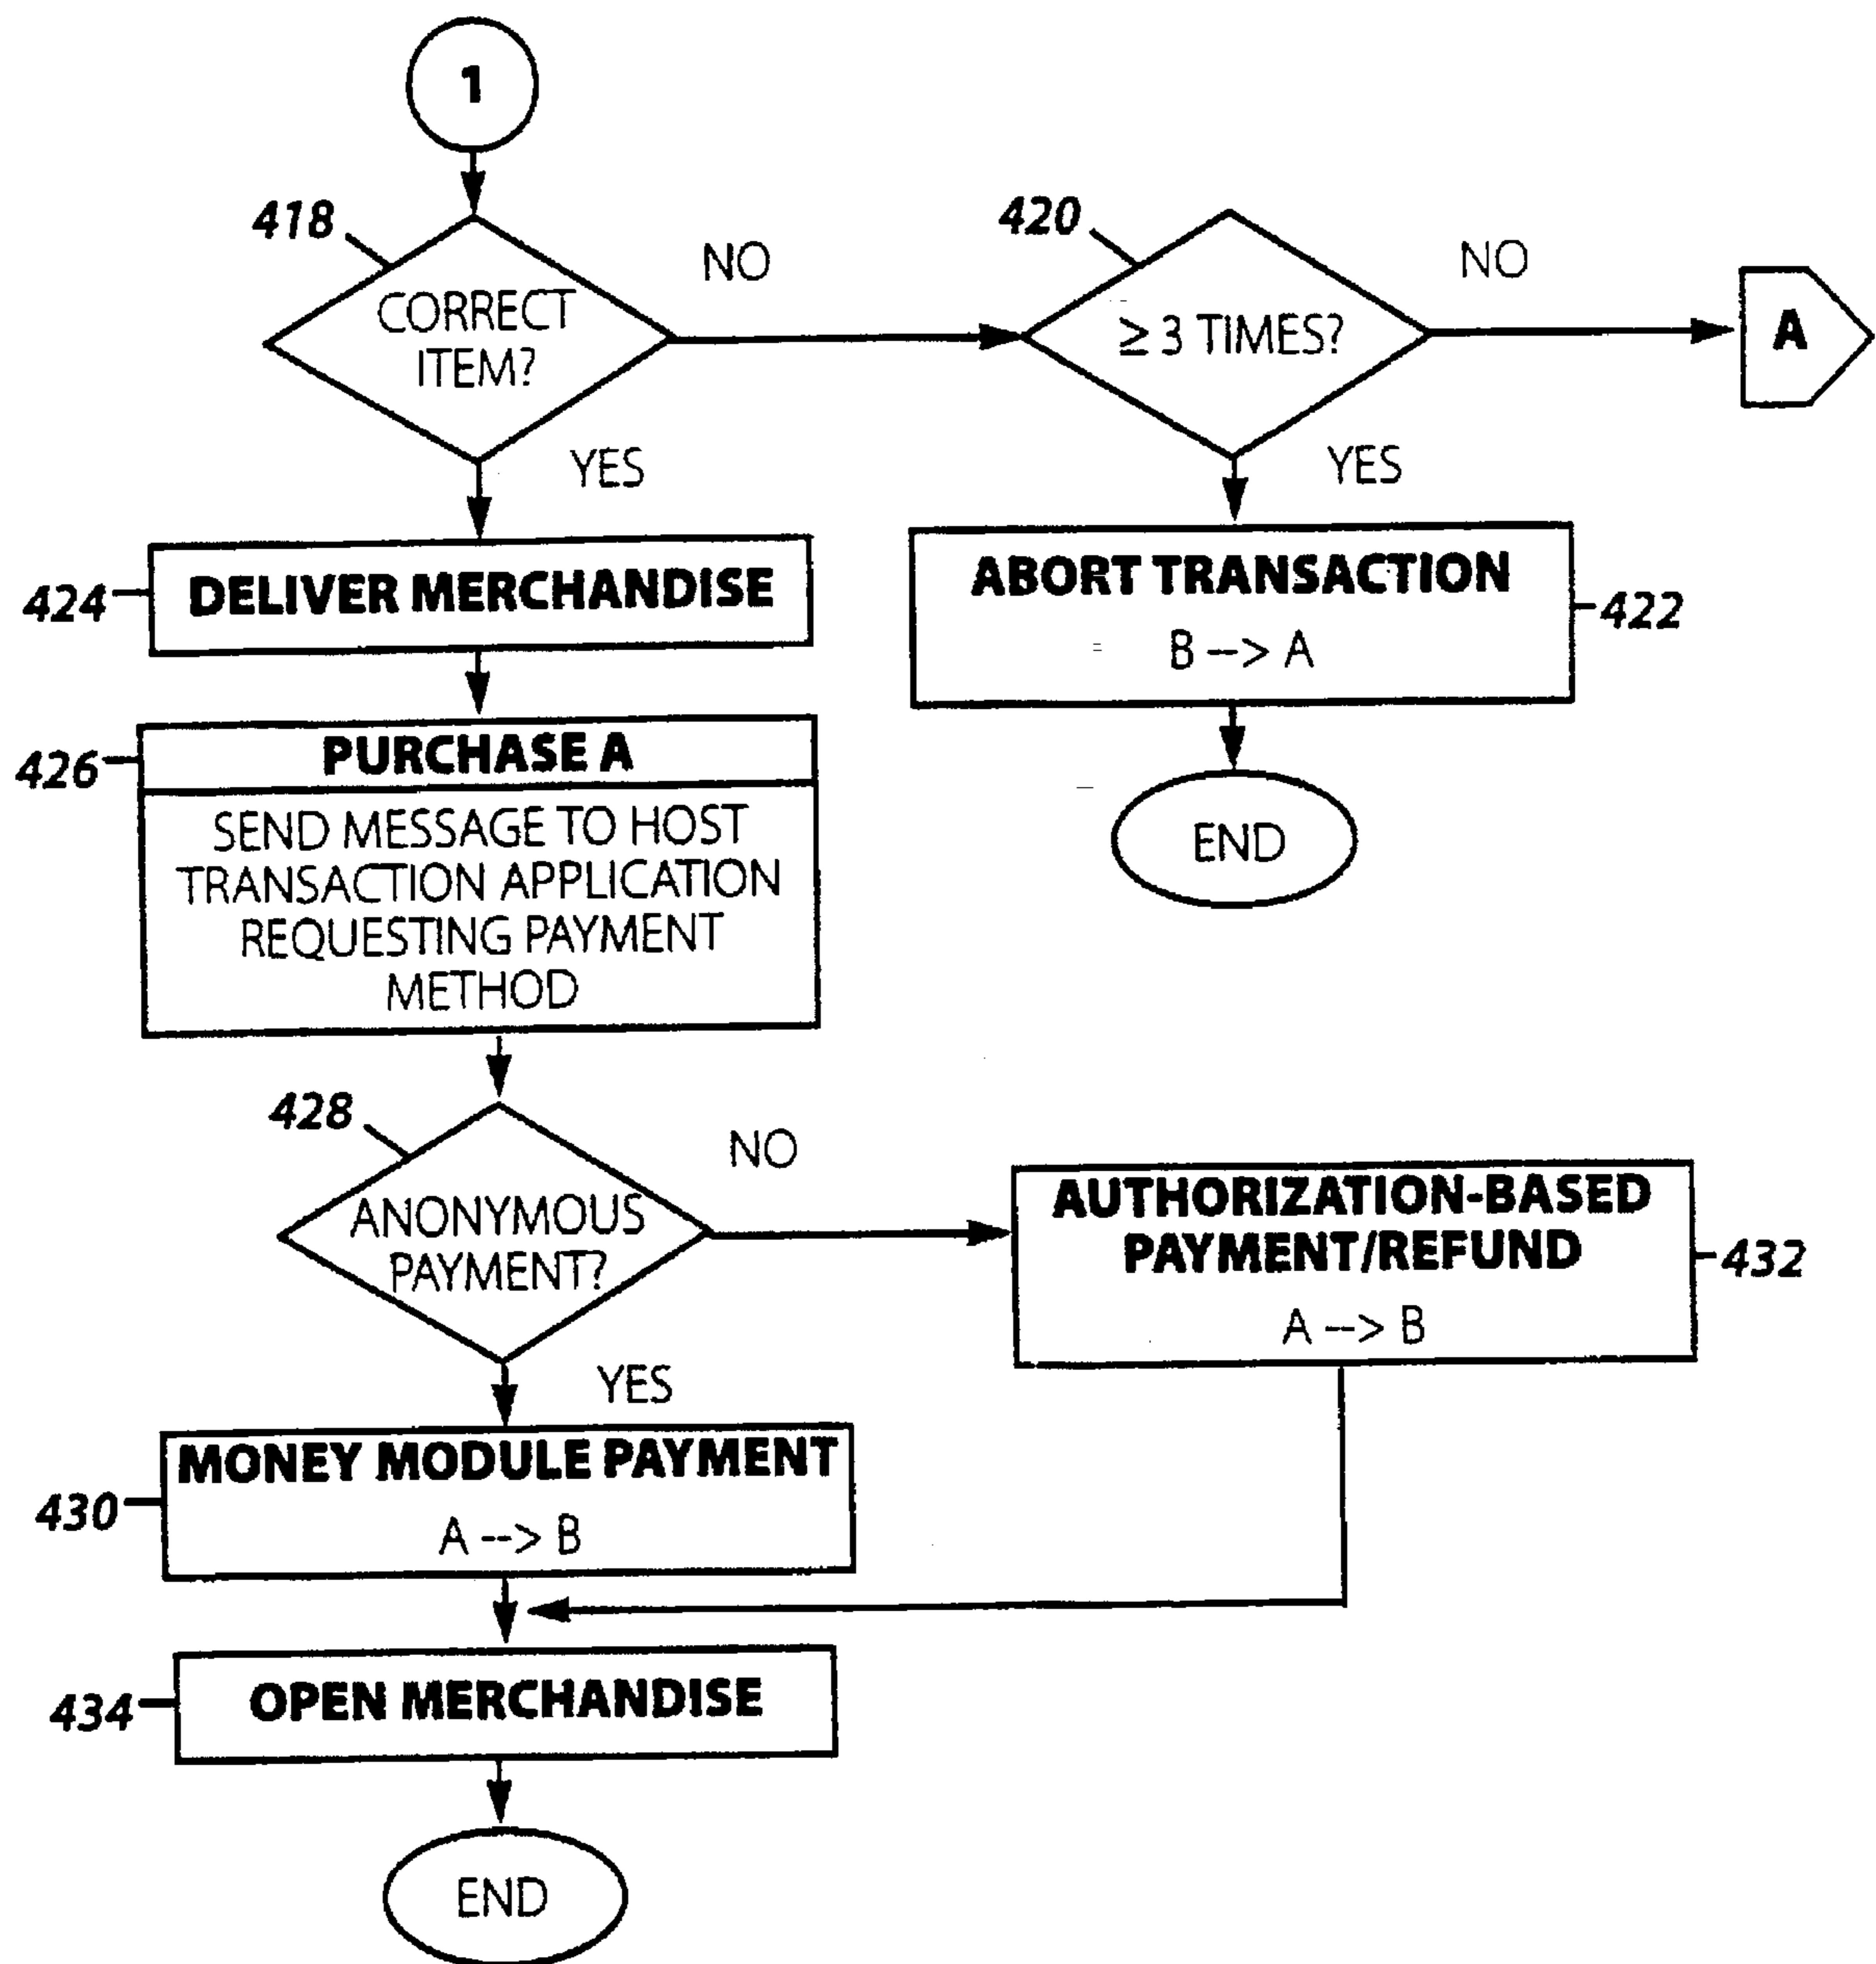 1
418
CORRECT
ITEM?
NO
420
≥ 3 TIMES?
NO
A
YES
YES
424
DELIVER MERCHANDISE
ABORT TRANSACTION
B --> A
422
426
PURCHASE A
SEND MESSAGE TO HOST
TRANSACTION APPLICATION
REQUESTING PAYMENT
METHOD
END
428
ANONYMOUS
PAYMENT?
NO
AUTHORIZATION-BASED
PAYMENT/REFUND
A --> B
432
YES
430
MONEY MODULE PAYMENT
A --> B
434
OPEN MERCHANDISE
END